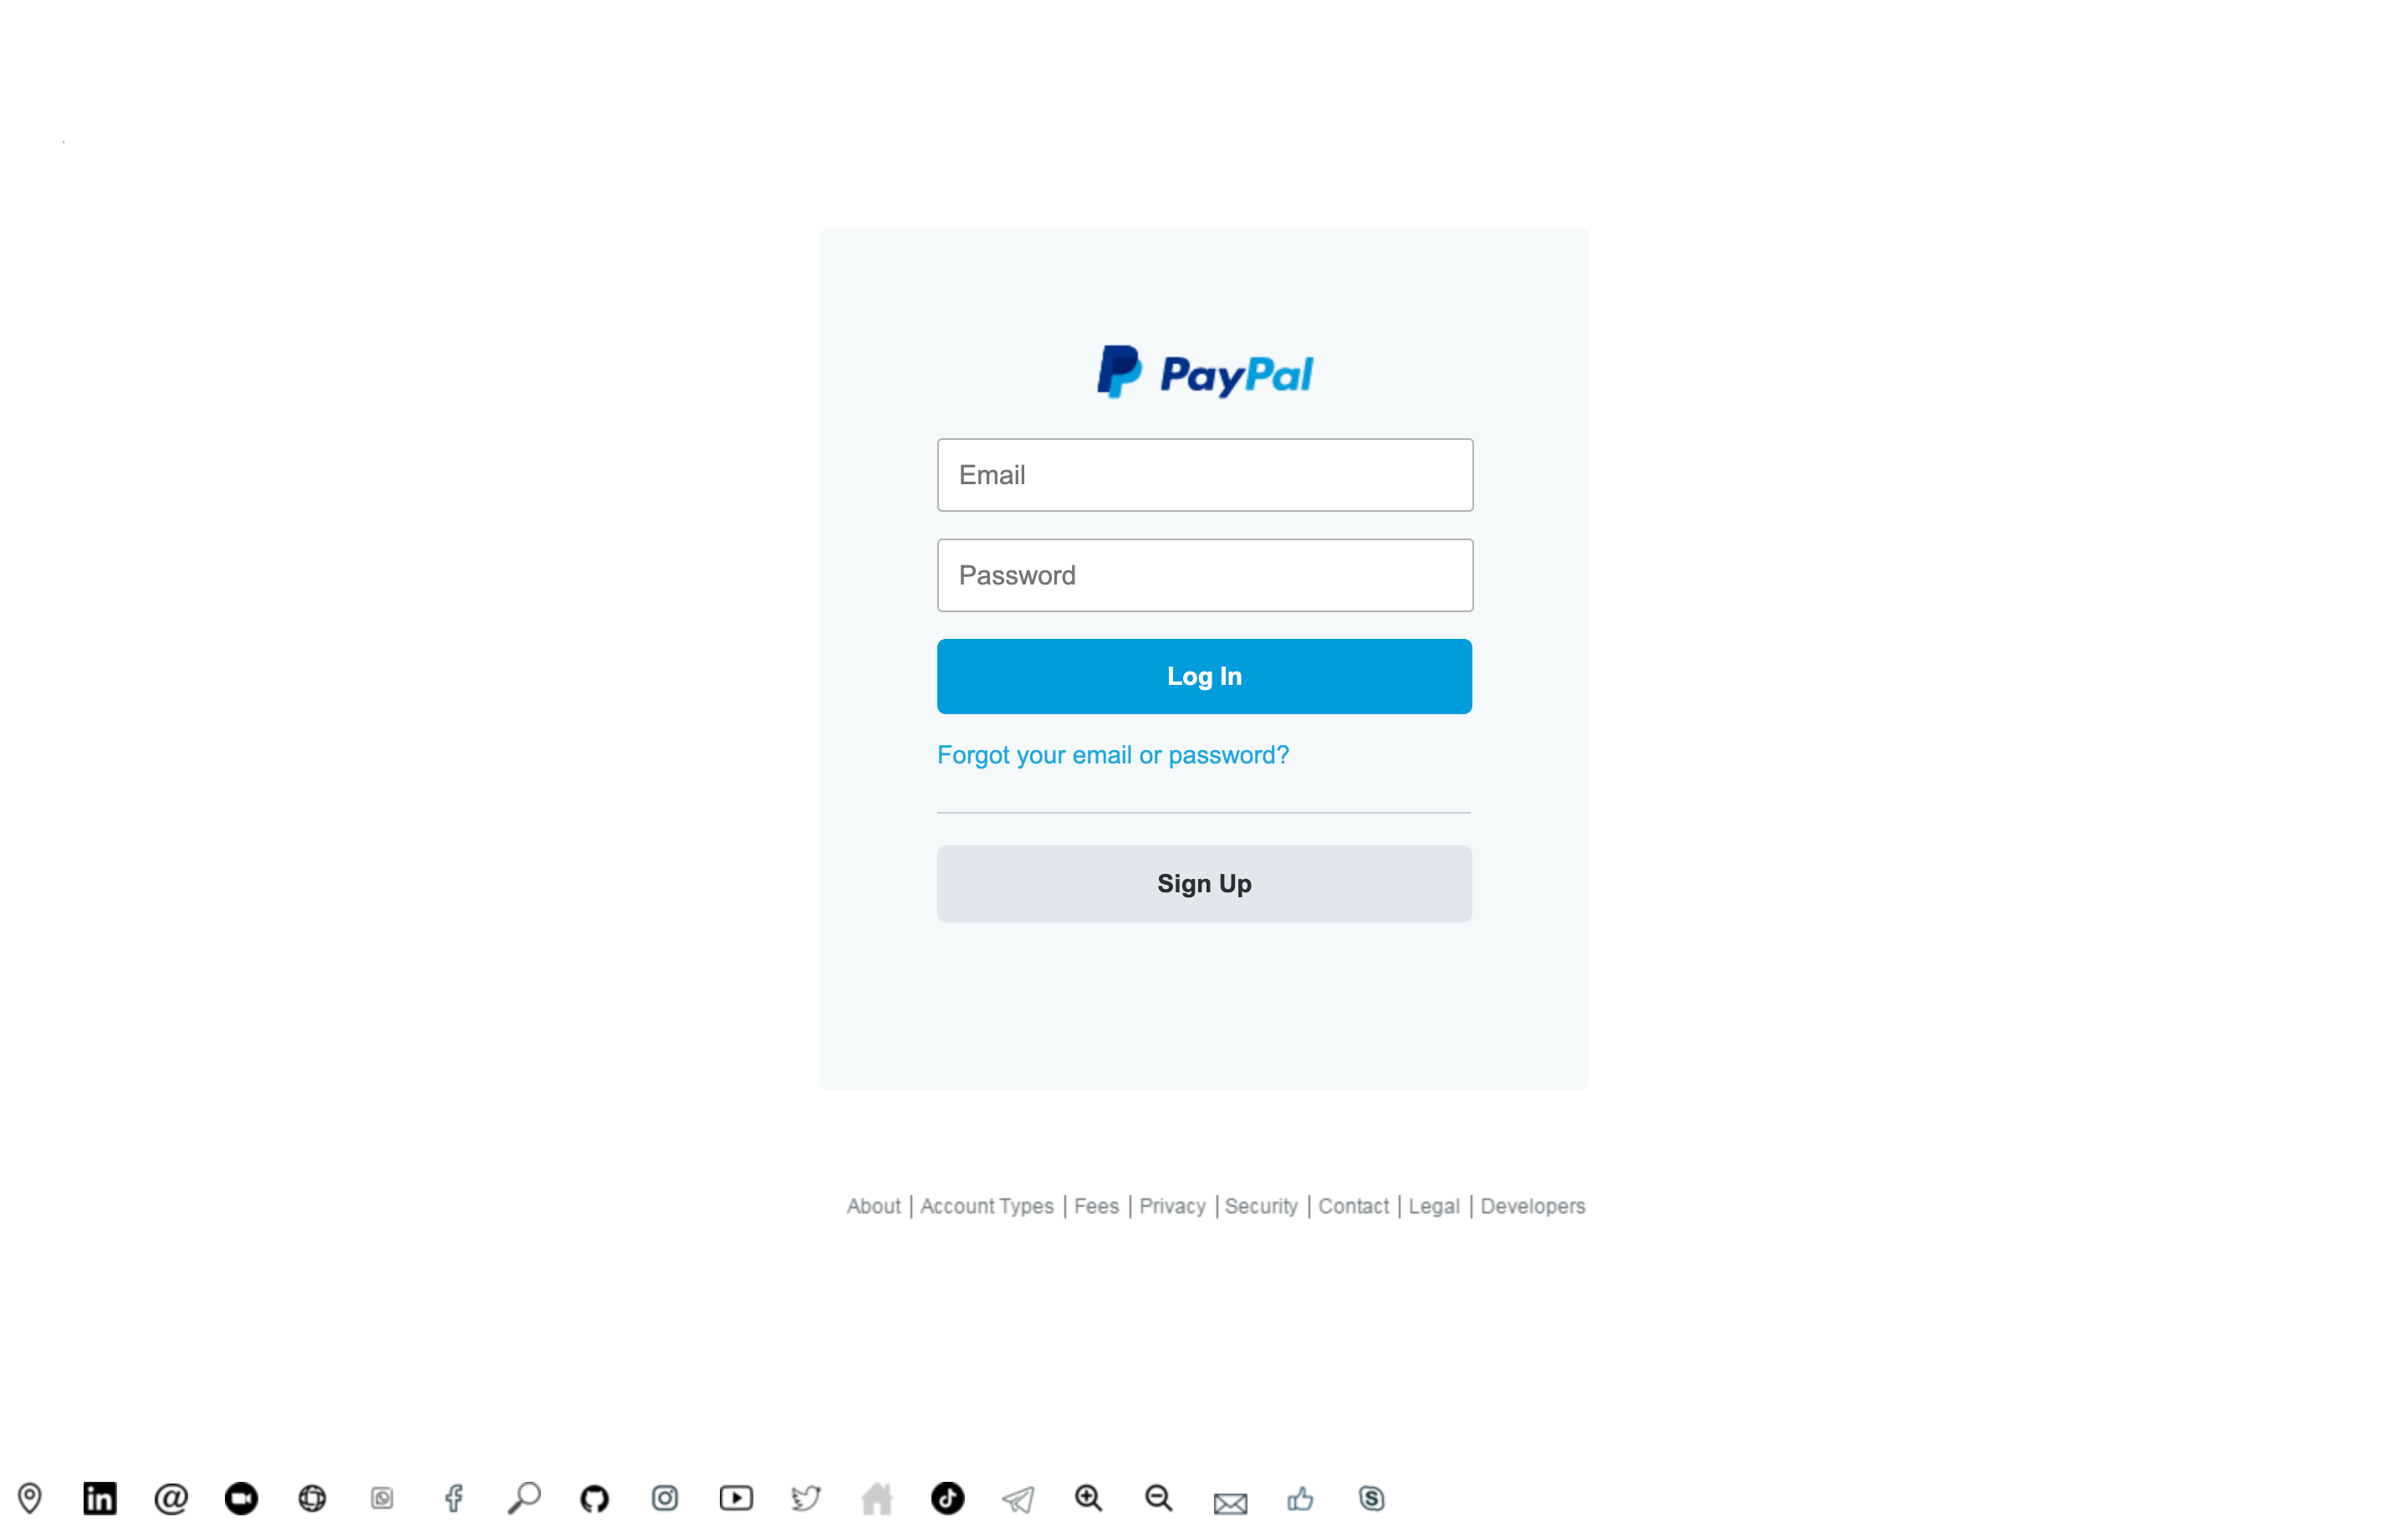 PayPal
Email
Password
Log In
Forgot your email or password?
Sign Up
About | Account Types | Fees | Privacy | Security | Contact | Legal | Developers